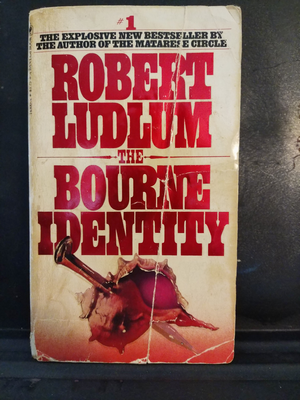 #1
THE EXPLOSIVE NEW BESTSELLER BY
THE AUTHOR OF THE MATARESE CIRCLE
ROBERT
LUDLUM
THE
BOURNE
IDENTITY